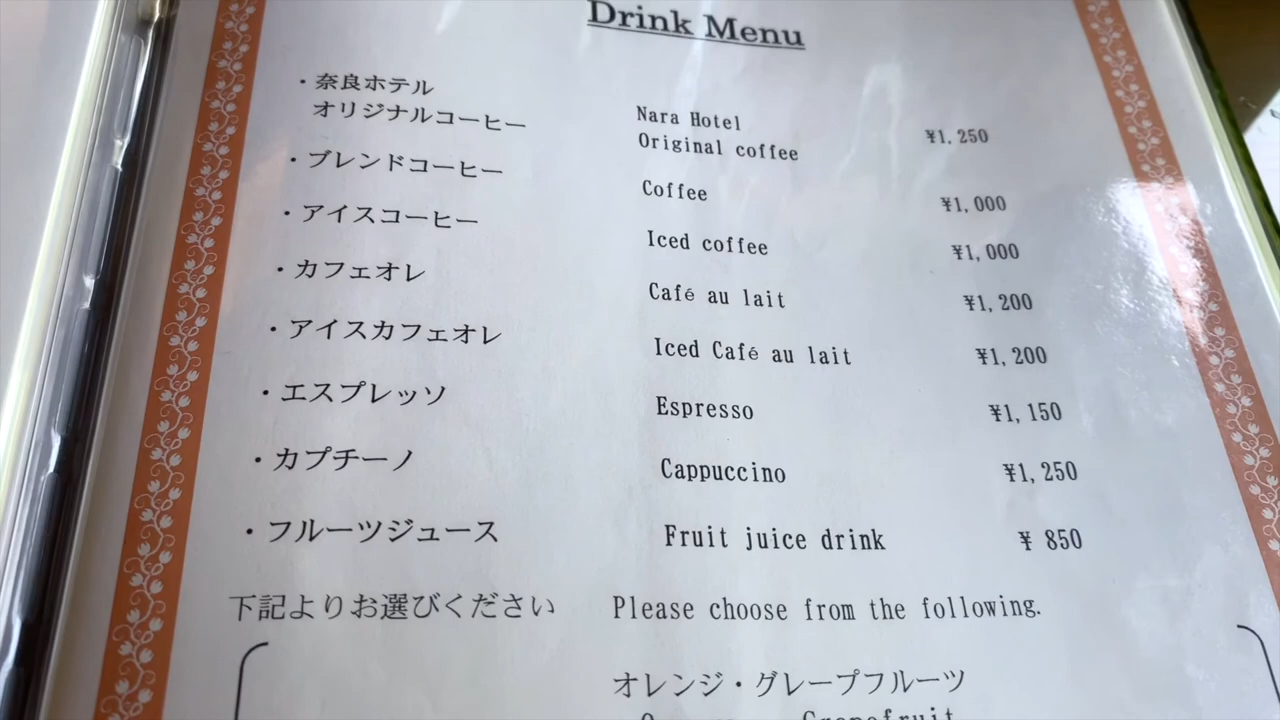 Drink Menu
・奈良ホテル
オリジナルコーヒー
Nara Hotel
Original coffee
¥1,250
・ブレンドコーヒー Coffee ¥1,000
・アイスコーヒー Iced coffee ¥1,000
・カフェオレ Café au lait ¥1,200
・アイスカフェオレ Iced Café au lait ¥1,200
・エスプレッソ Espresso ¥1,150
・カプチーノ Cappuccino ¥1,250
・フルーツジュース Fruit juice drink ¥ 850
下記よりお選びください Please choose from the following.
オレンジ・グレープフルーツ
Grapefruit